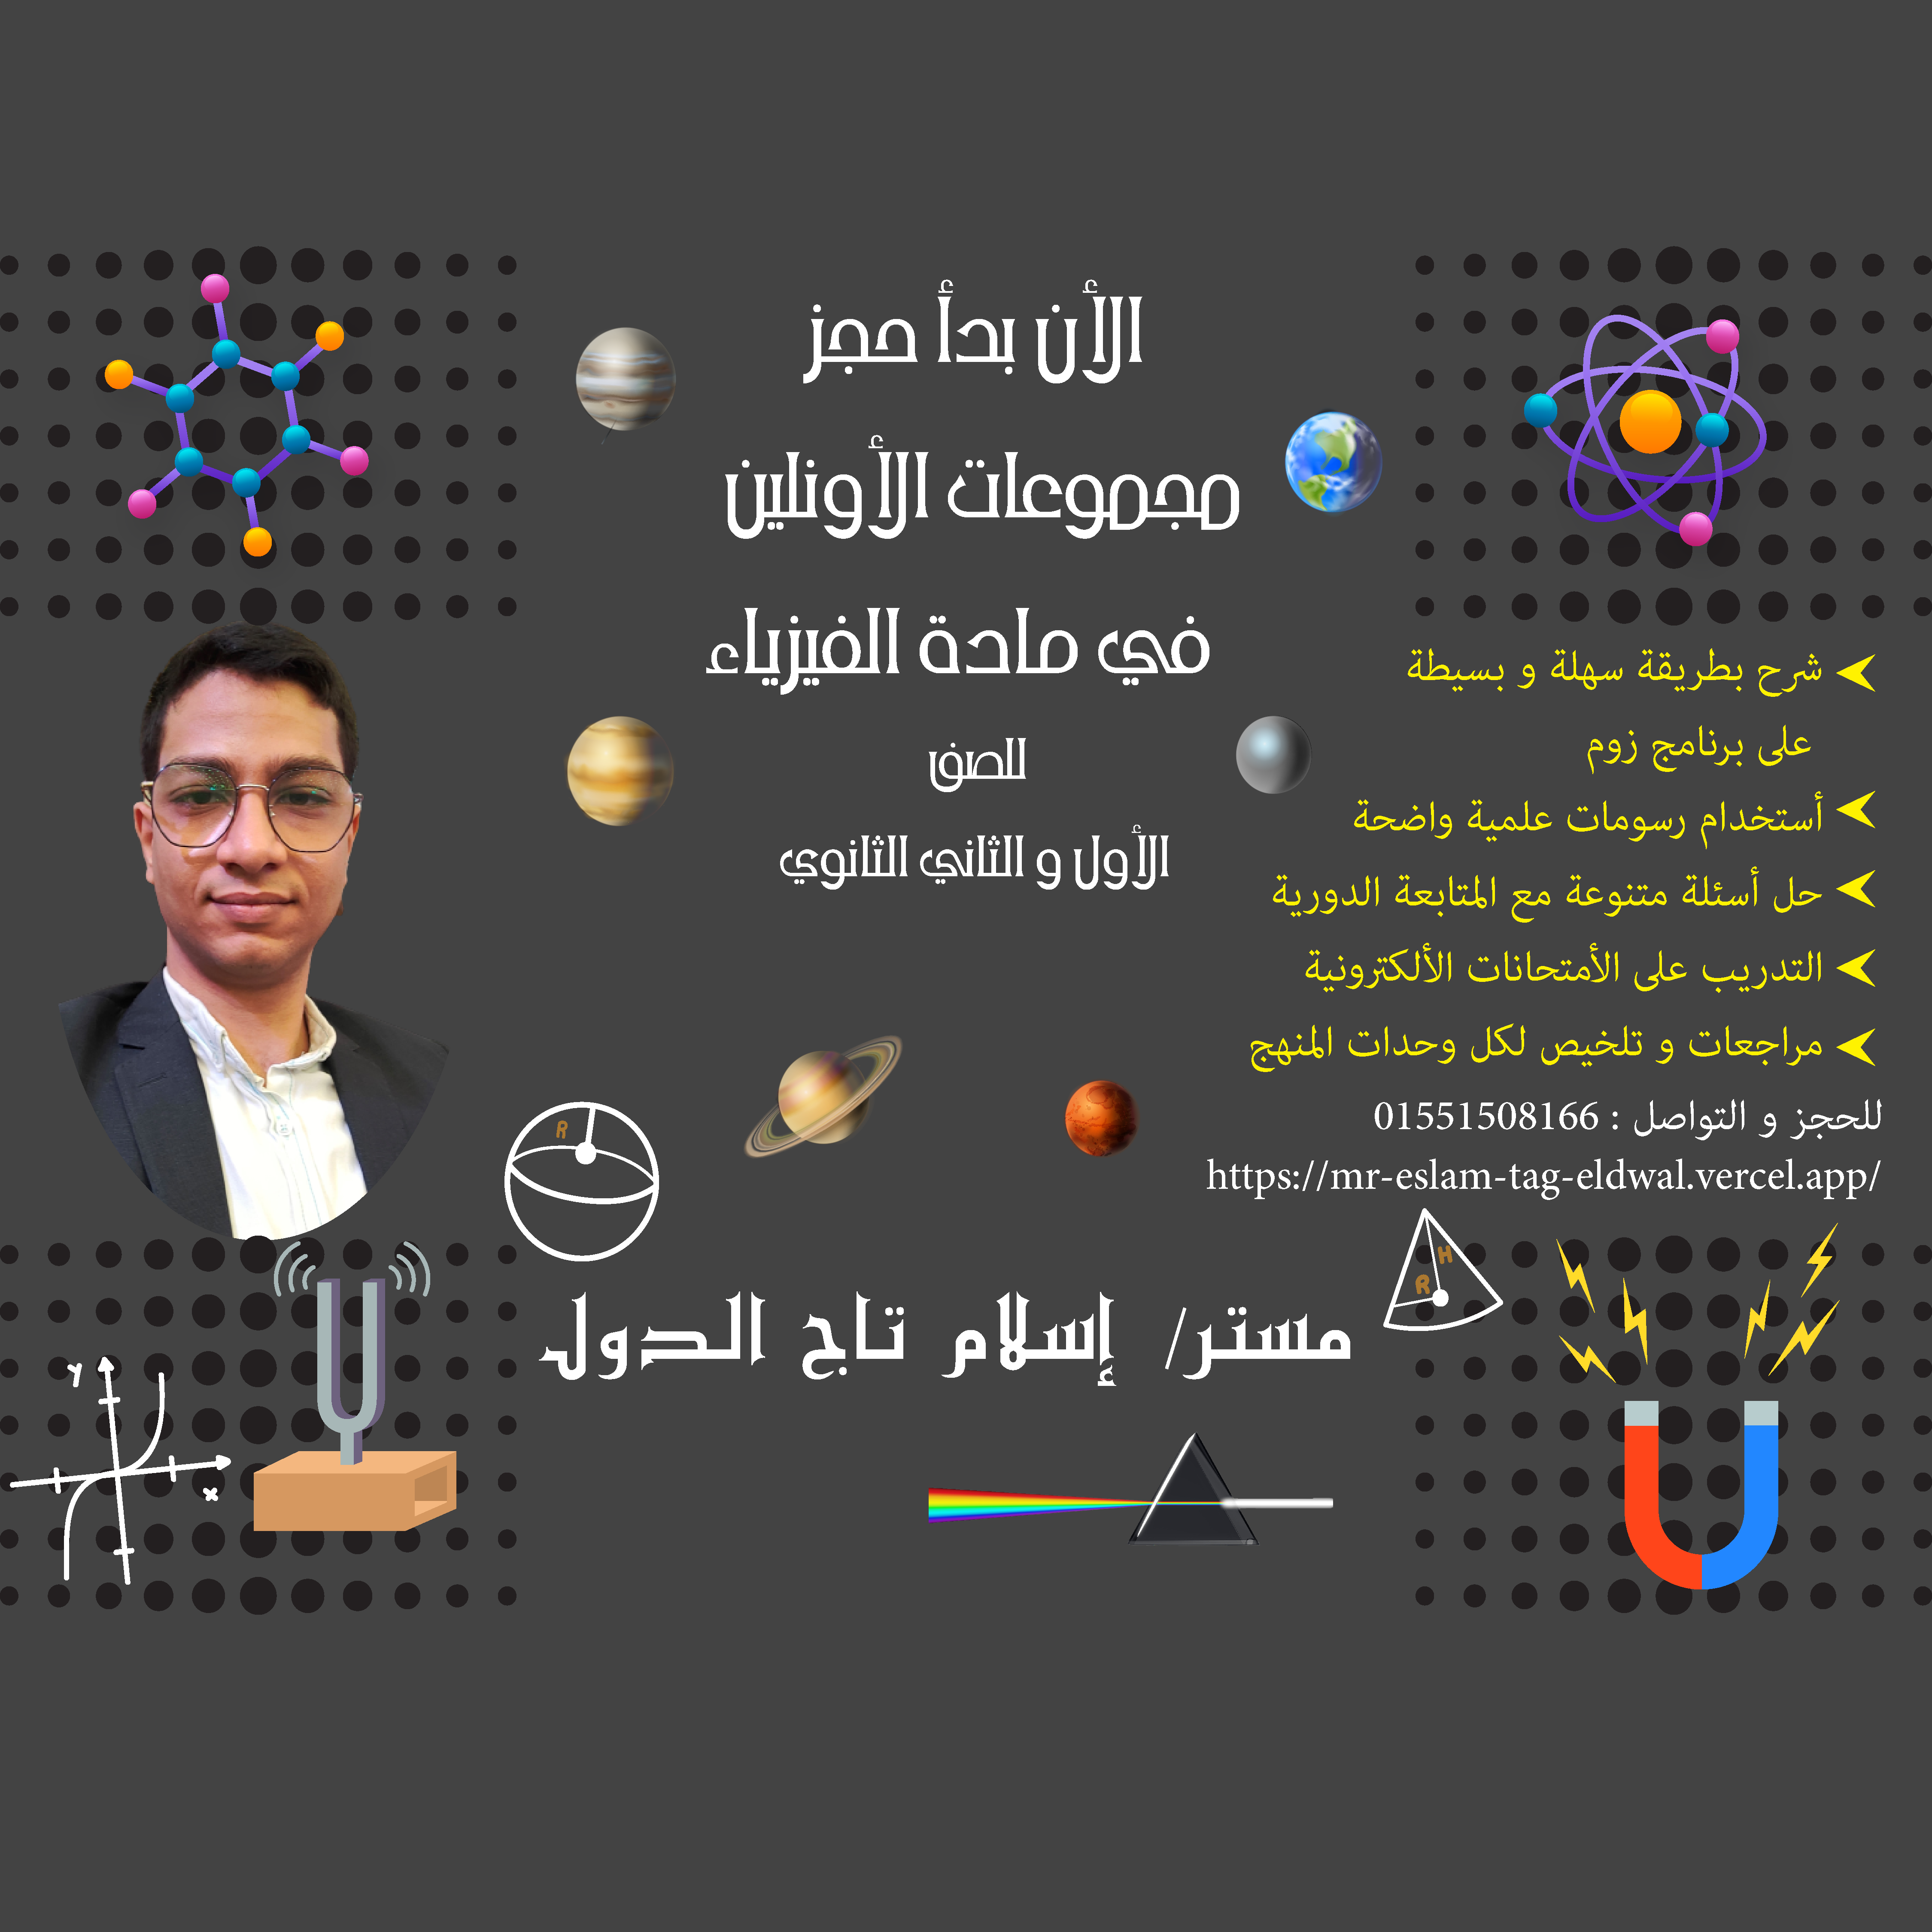 الأن بدأ حجز
مجموعات الأونلين
في مادة الفيزياء
للصف
الأول و الثاني الثانوي
شرح بطريقة سهلة و بسيطة
على برنامج زوم
أستخدام رسومات علمية واضحة
حل أسئلة متنوعة مع المتابعة الدورية
التدريب على الأمتحانات الألكترونية
مراجعات و تلخيص لكل وحدات المنهج
للحجز و التواصل : 01551508166
https://mr-eslam-tag-eldwal.vercel.app/
R
H
R
مستر/ إسلام تاج الدول
Y
x